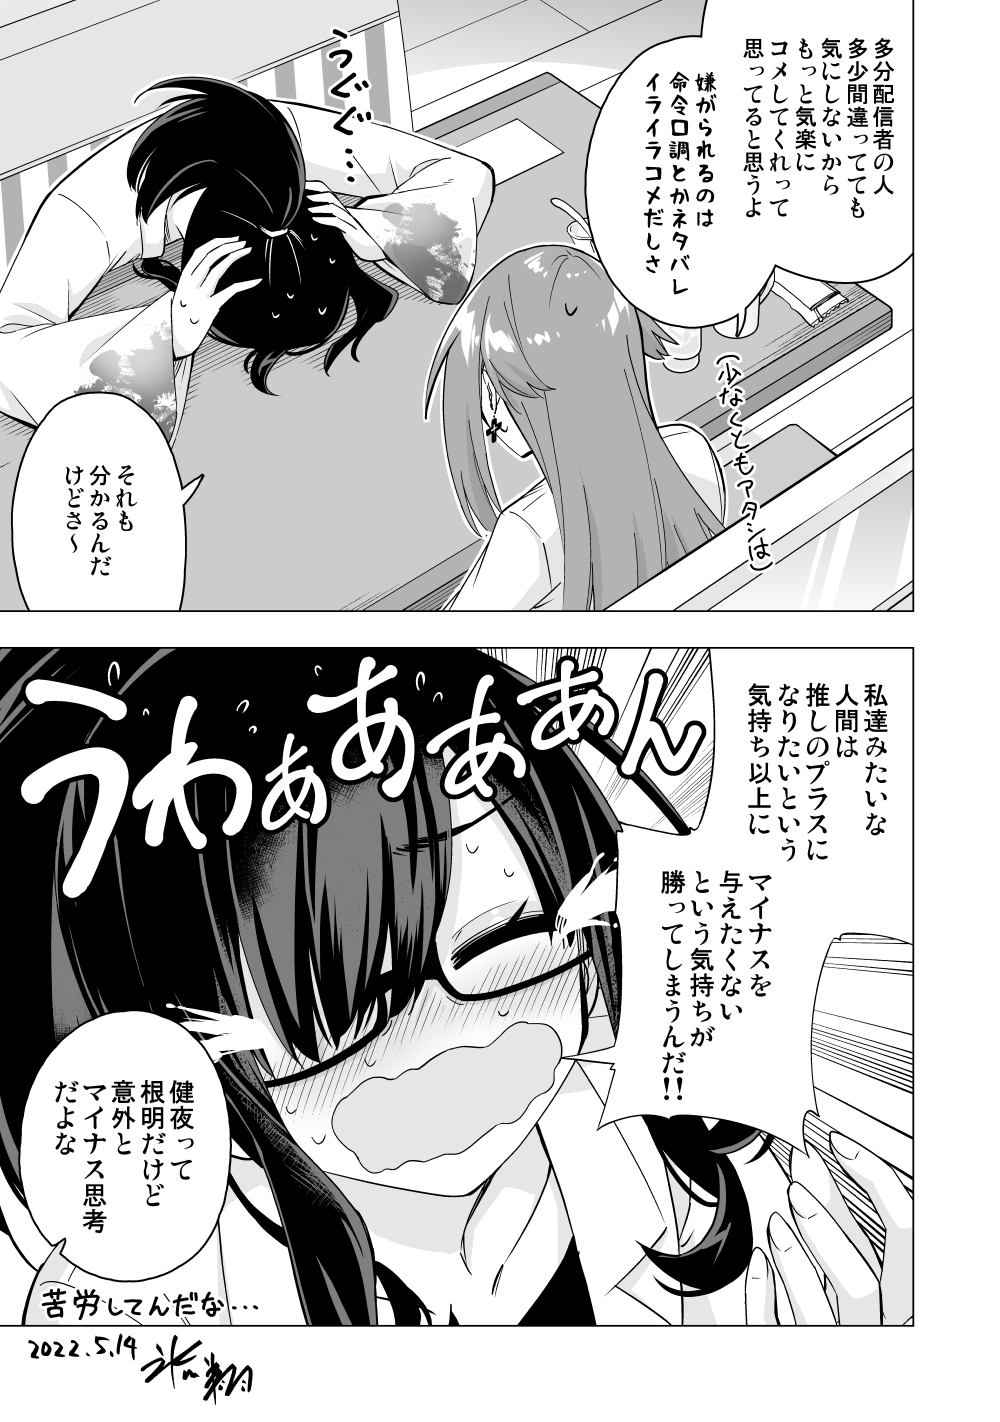 多分配信者の人
多少間違ってても
気にしないから
もっと気楽に
コメしてくれって
思ってると思うよ
嫌がられるのは
命令口調とかネタバレ
イライラコメだしさ
(少なくともアタシは)
うぐぐ…
それも
分かるんだ
けどさ~
私達みたいな
人間は
推しのプラスに
なりたいという
気持ち以上に
マイナスを
与えたくない
という気持ちが
勝ってしまうんだ!!
うわぁあああん
健夜って
根明だけど
意外と
マイナス思考
だよな
苦労してんだな…
2022.5.14